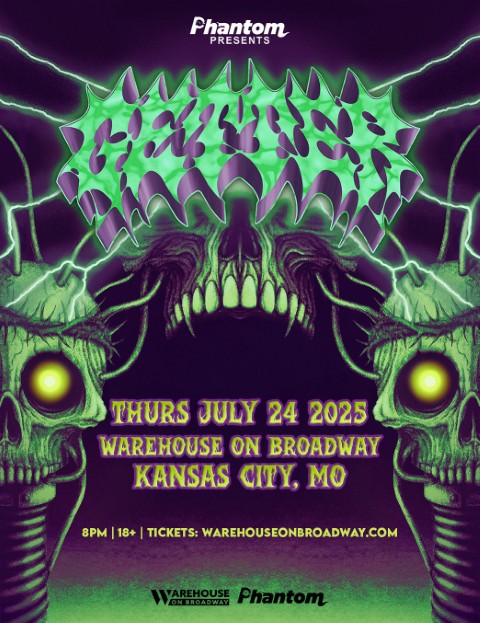 Phantom
PRESENTS
GETTER
THURS JULY 24 2025
WAREHOUSE ON BROADWAY
KANSAS CITY, MO
8PM | 18+ | TICKETS: WAREHOUSEONBROADWAY.COM
WAREHOUSE
ON BROADWAY
Phantom